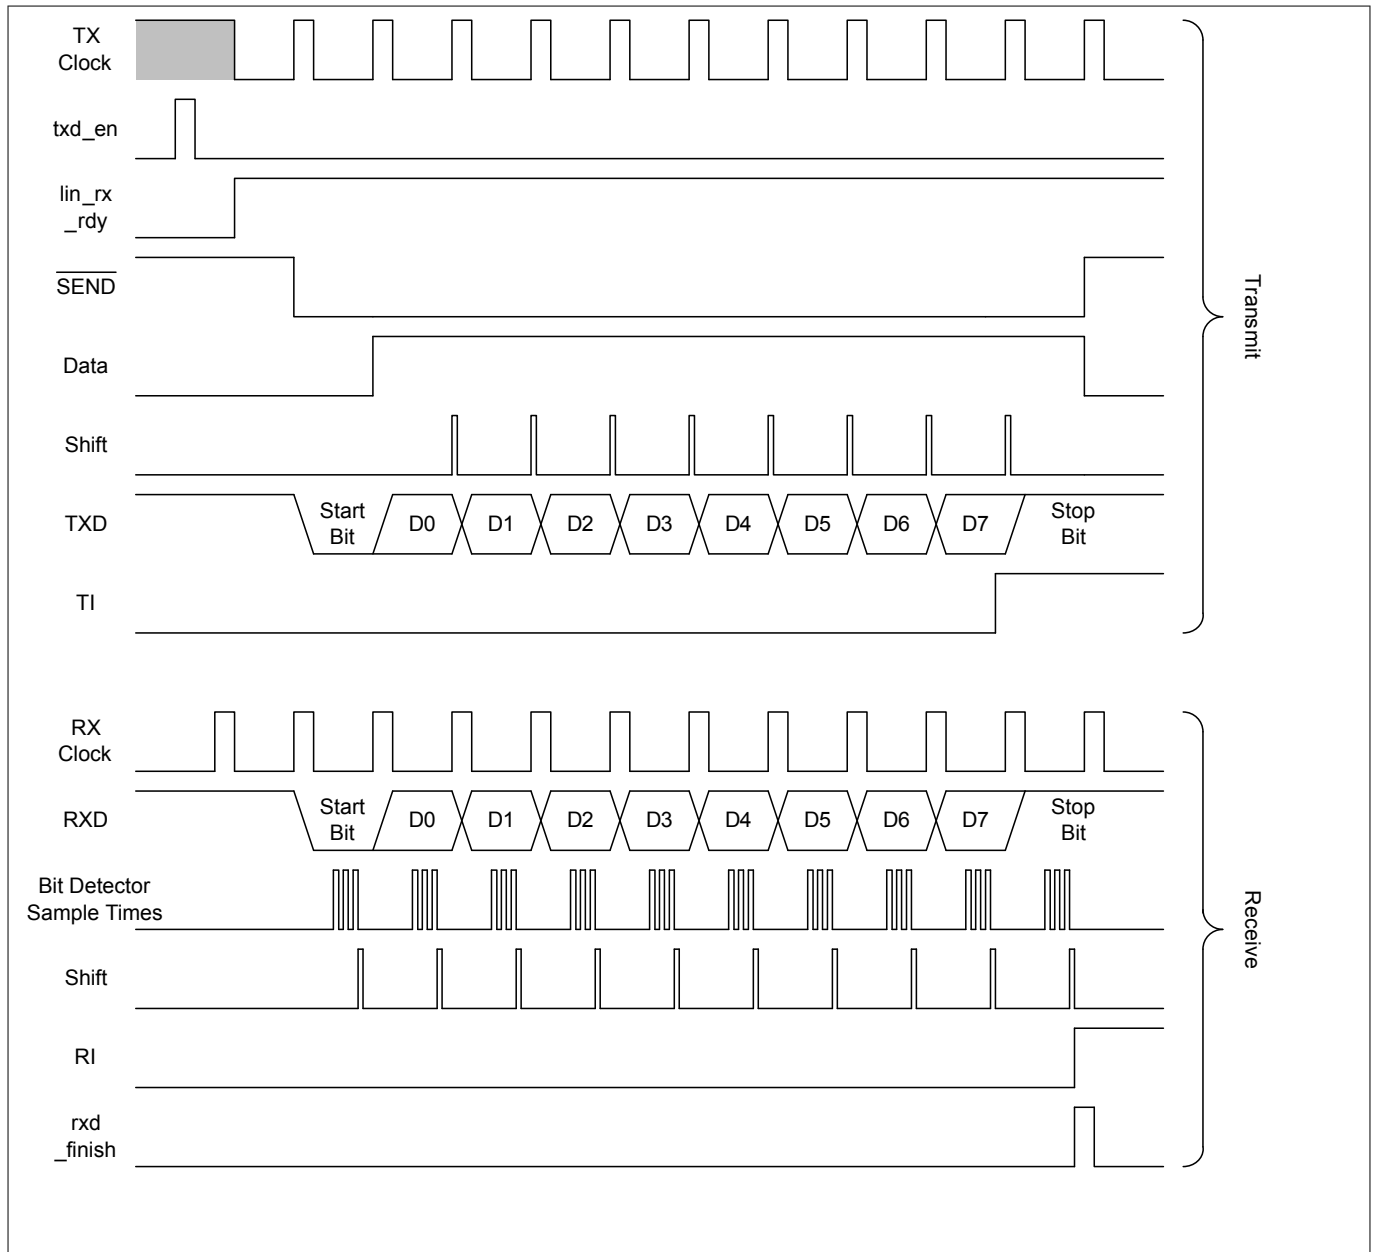 TX
Clock
txd_en
lin_rx
_rdy
SEND
Data
Shift
TXD
Start
Bit
D0
D1
D2
D3
D4
D5
D6
D7
Stop
Bit
TI
Transmit
RX
Clock
RXD
Start
Bit
D0
D1
D2
D3
D4
D5
D6
D7
Stop
Bit
Bit Detector
Sample Times
Shift
RI
rxd
_finish
Receive